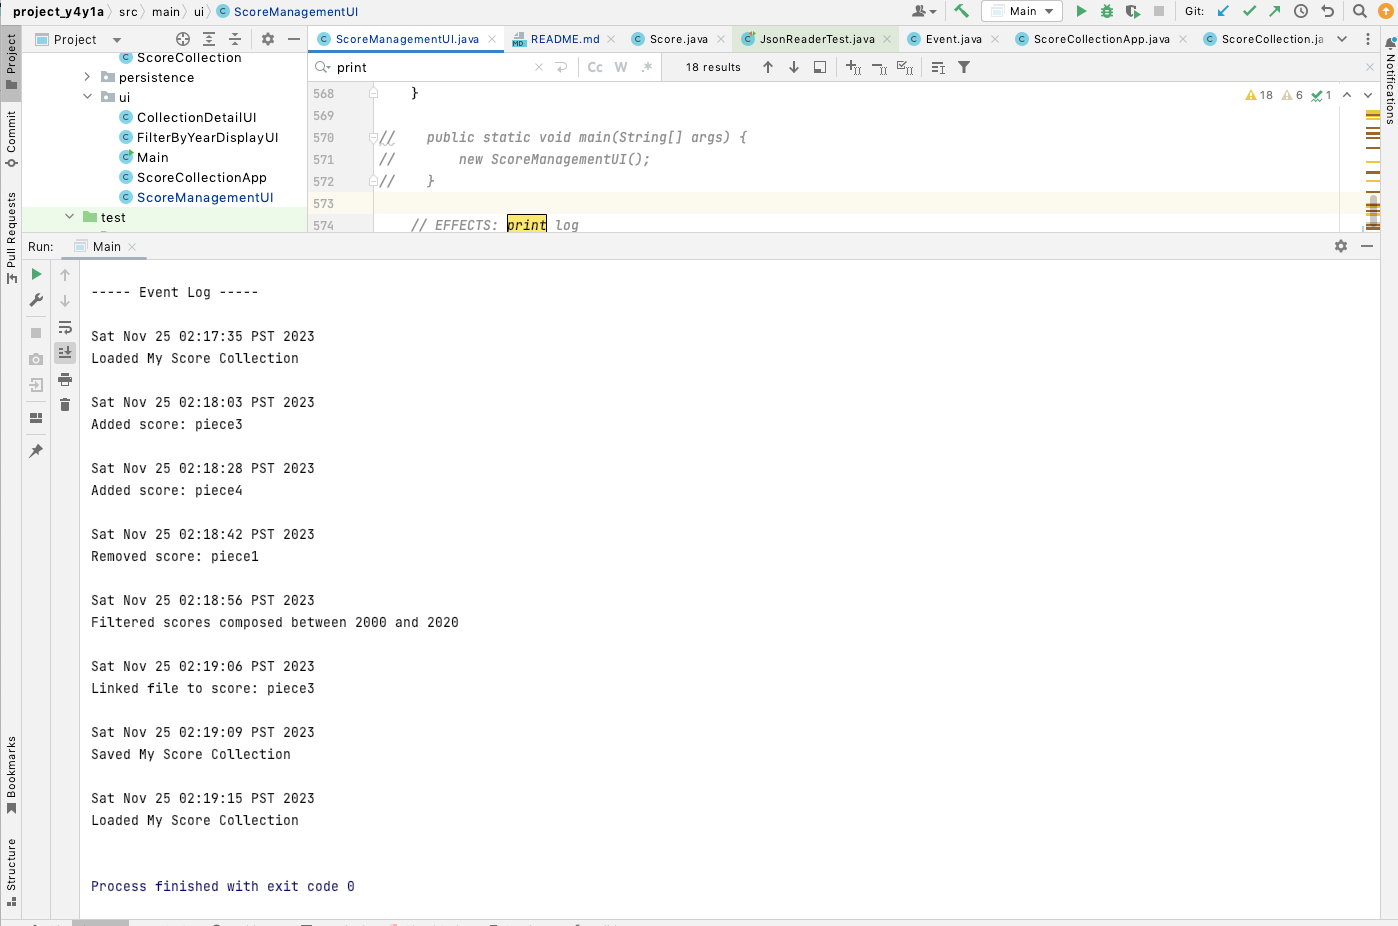 project_y4y1a src main ui ScoreManagementUI Main Git:
Project ScoreManagementUI.java README.md Score.java JsonReaderTest.java Event.java ScoreCollectionApp.java ScoreCollection.ja
ScoreCollection
persistence
ui
CollectionDetailUI
FilterByYearDisplayUI
Main
ScoreCollectionApp
ScoreManagementUI
test
print Cc W .* 18 results
568 }
18 6 1
569
570 // public static void main(String[] args) {
571 // new ScoreManagementUI();
572 // }
573
574 // EFFECTS: print log
Run: Main
----- Event Log -----
Sat Nov 25 02:17:35 PST 2023
Loaded My Score Collection
Sat Nov 25 02:18:03 PST 2023
Added score: piece3
Sat Nov 25 02:18:28 PST 2023
Added score: piece4
Sat Nov 25 02:18:42 PST 2023
Removed score: piece1
Sat Nov 25 02:18:56 PST 2023
Filtered scores composed between 2000 and 2020
Sat Nov 25 02:19:06 PST 2023
Linked file to score: piece3
Sat Nov 25 02:19:09 PST 2023
Saved My Score Collection
Sat Nov 25 02:19:15 PST 2023
Loaded My Score Collection
Process finished with exit code 0
Project
Commit
Pull Requests
Bookmarks
Structure
Notifications